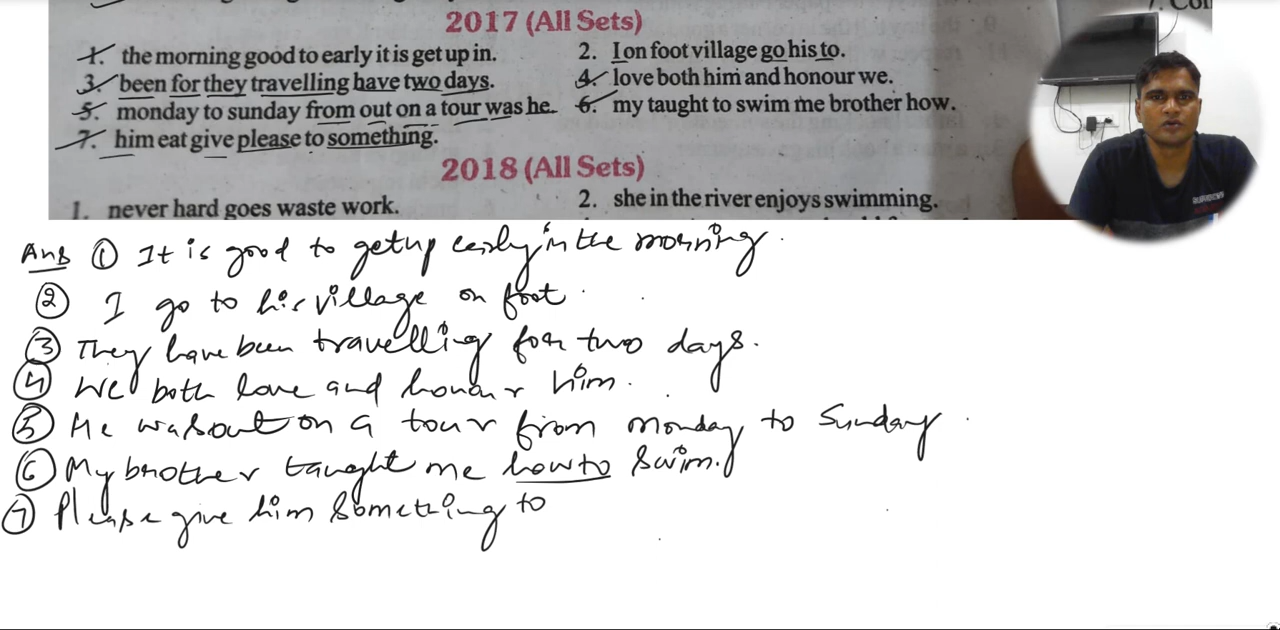 2017 (All Sets)
1. the morning good to early it is get up in.
2. I on foot village go his to.
3. been for they travelling have two days.
4. love both him and honour we.
5. monday to sunday from out on a tour was he.
6. my taught to swim me brother how.
7. him eat give please to something.
2018 (All Sets)
1. never hard goes waste work.
2. she in the river enjoys swimming.
Ans ① It is good to get up early in the morning.
② I go to his village on foot.
③ They have been travelling for two days.
④ We both love and honour him.
⑤ He was out on a tour from monday to Sunday.
⑥ My brother taught me how to swim.
⑦ Please give him something to